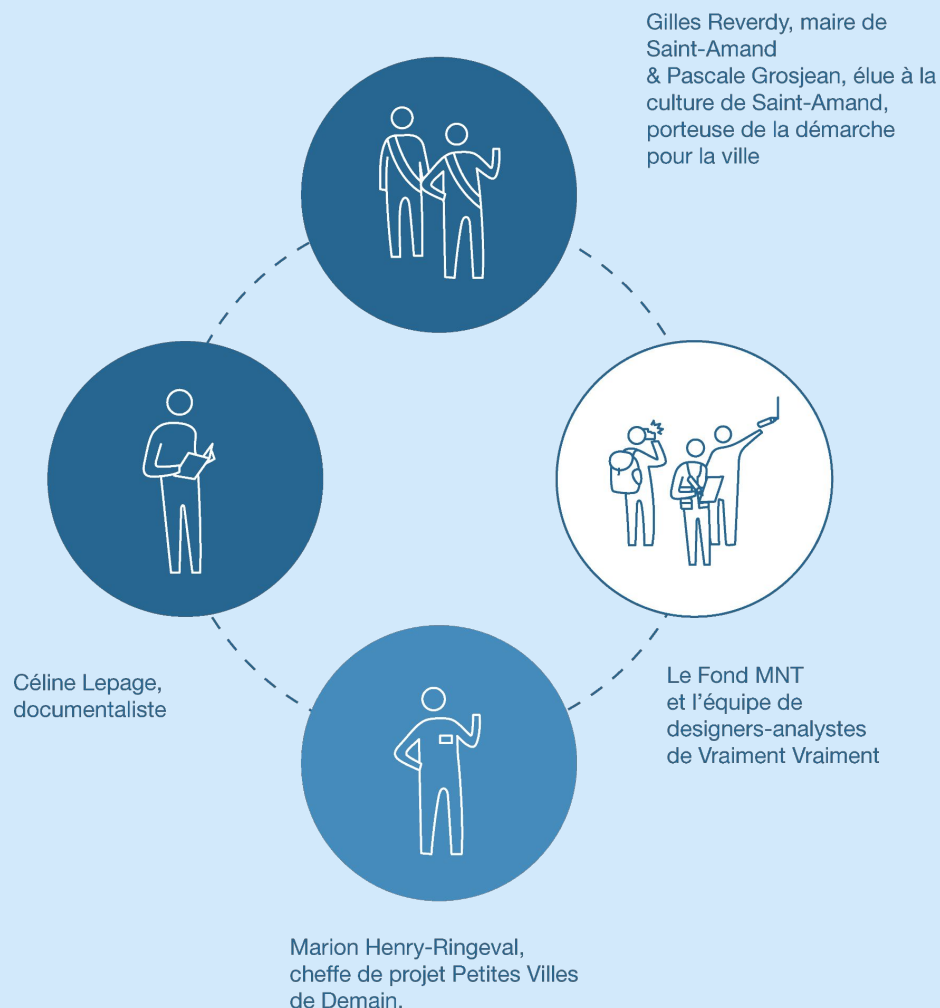 Gilles Reverdy, maire de
Saint-Amand
& Pascale Grosjean, élue à la
culture de Saint-Amand,
porteuse de la démarche
pour la ville
Céline Lepage,
documentaliste
Le Fond MNT
et l'équipe de
designers-analystes
de Vraiment Vraiment
Marion Henry-Ringeval,
cheffe de projet Petites Villes
de Demain.